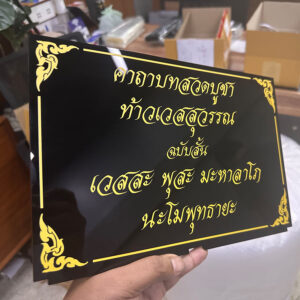 คาถาบทสวดบูชา
ท้าวเวสสุวรรณ
ฉบับสั้น
เวสสะ พุสะ มะหาลาโภ
นะโมพุทธายะ